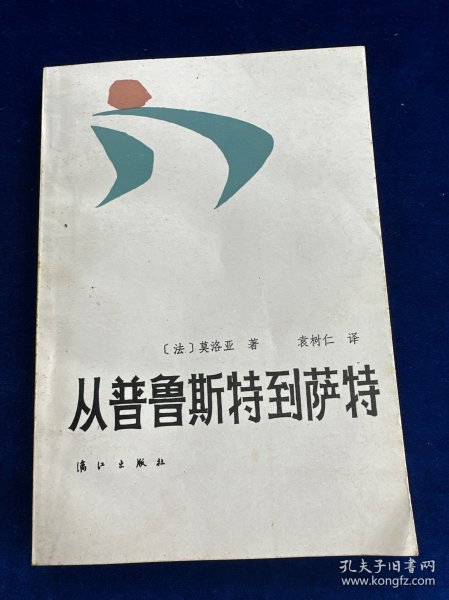 〔法〕莫洛亚 著 袁树仁 译
从普鲁斯特到萨特
漓江出版社
孔夫子旧书网
www.kongfz.com